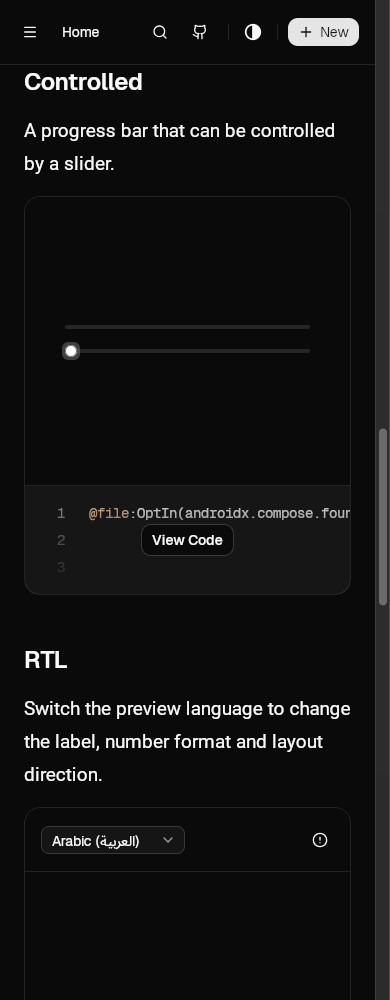 Home
New
Controlled
A progress bar that can be controlled
by a slider.
1 @file:OptIn(androidx.compose.four
2
View Code
3
RTL
Switch the preview language to change
the label, number format and layout
direction.
Arabic (العربية)